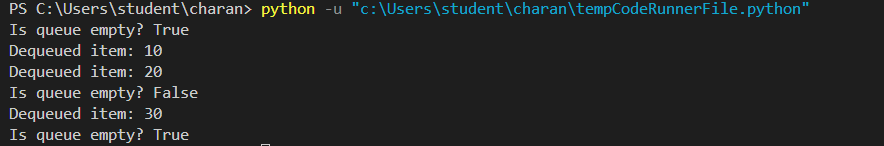 PS C:\Users\student\charan> python -u "c:\Users\student\charan\tempCodeRunnerFile.python"
Is queue empty? True
Dequeued item: 10
Dequeued item: 20
Is queue empty? False
Dequeued item: 30
Is queue empty? True